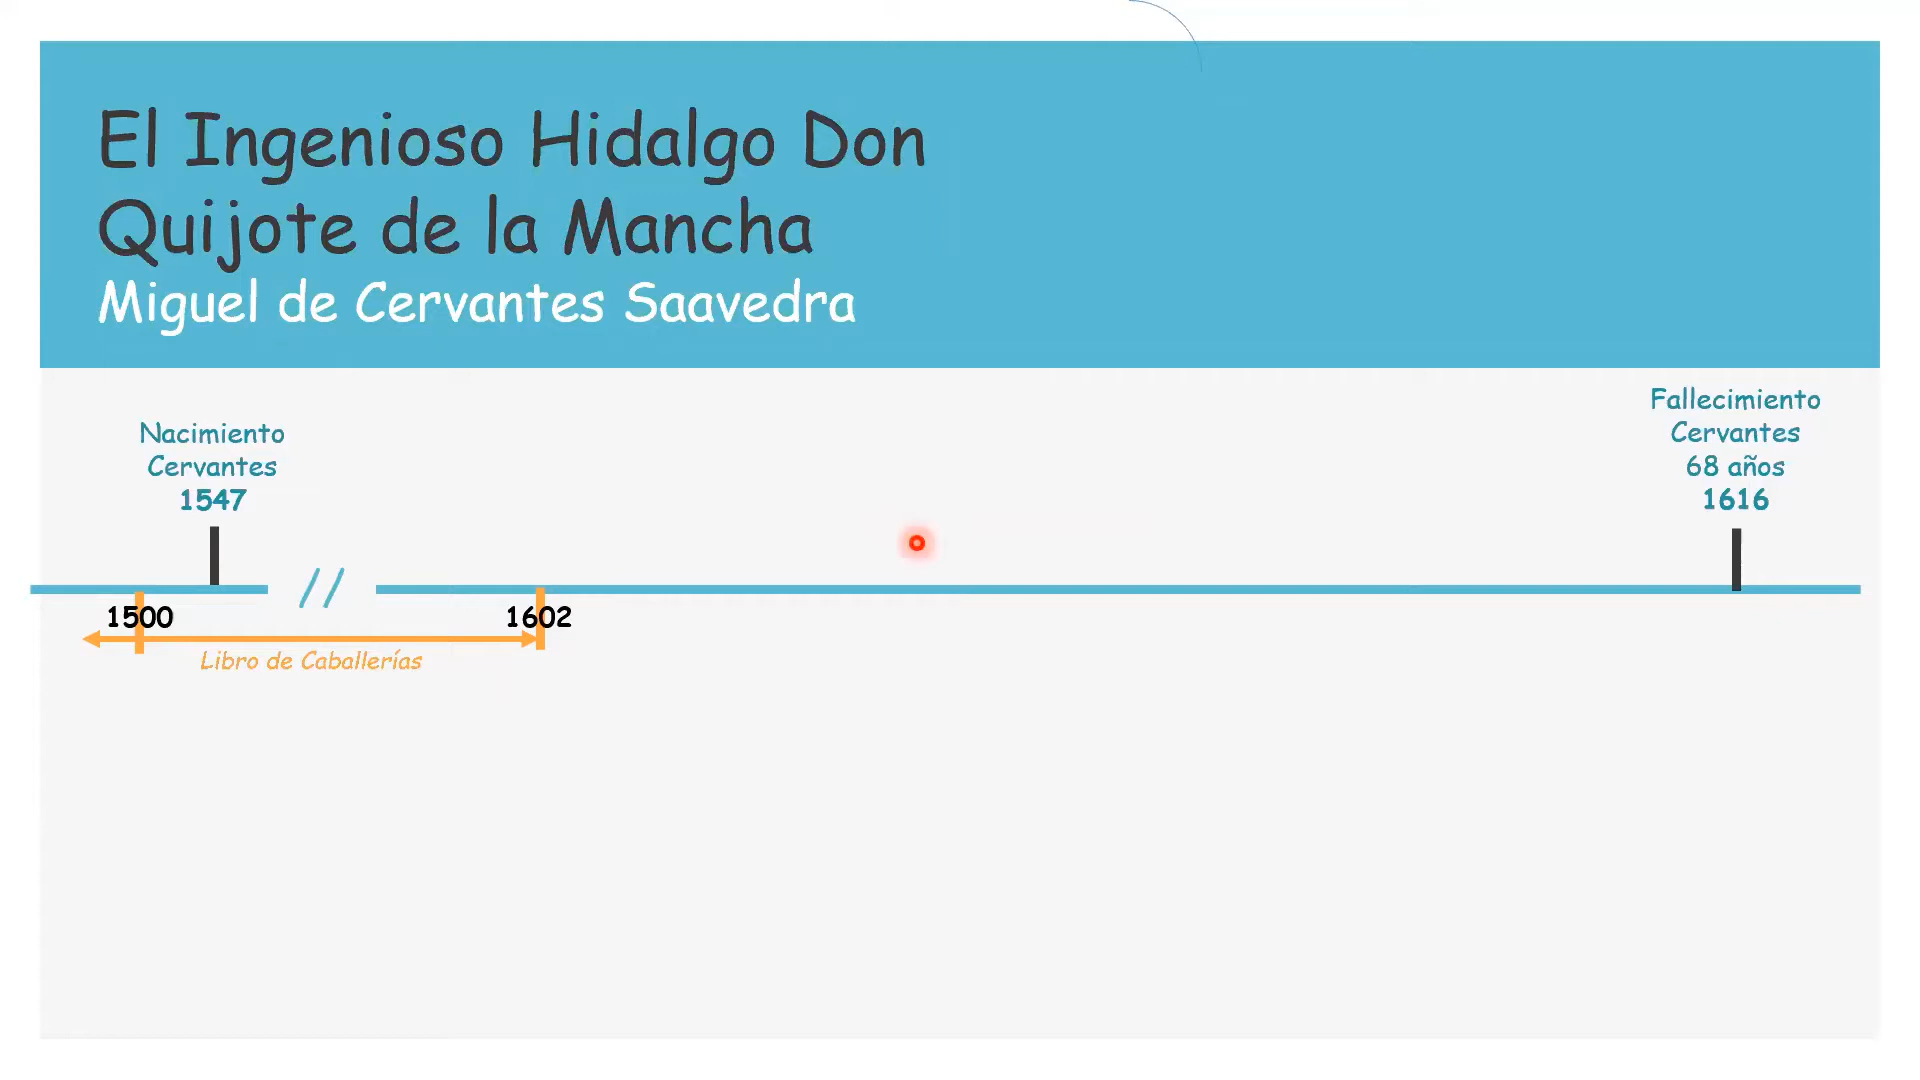 El Ingenioso Hidalgo Don
Quijote de la Mancha
Miguel de Cervantes Saavedra
Nacimiento
Cervantes
1547
Fallecimiento
Cervantes
68 años
1616
1500
1602
Libro de Caballerías